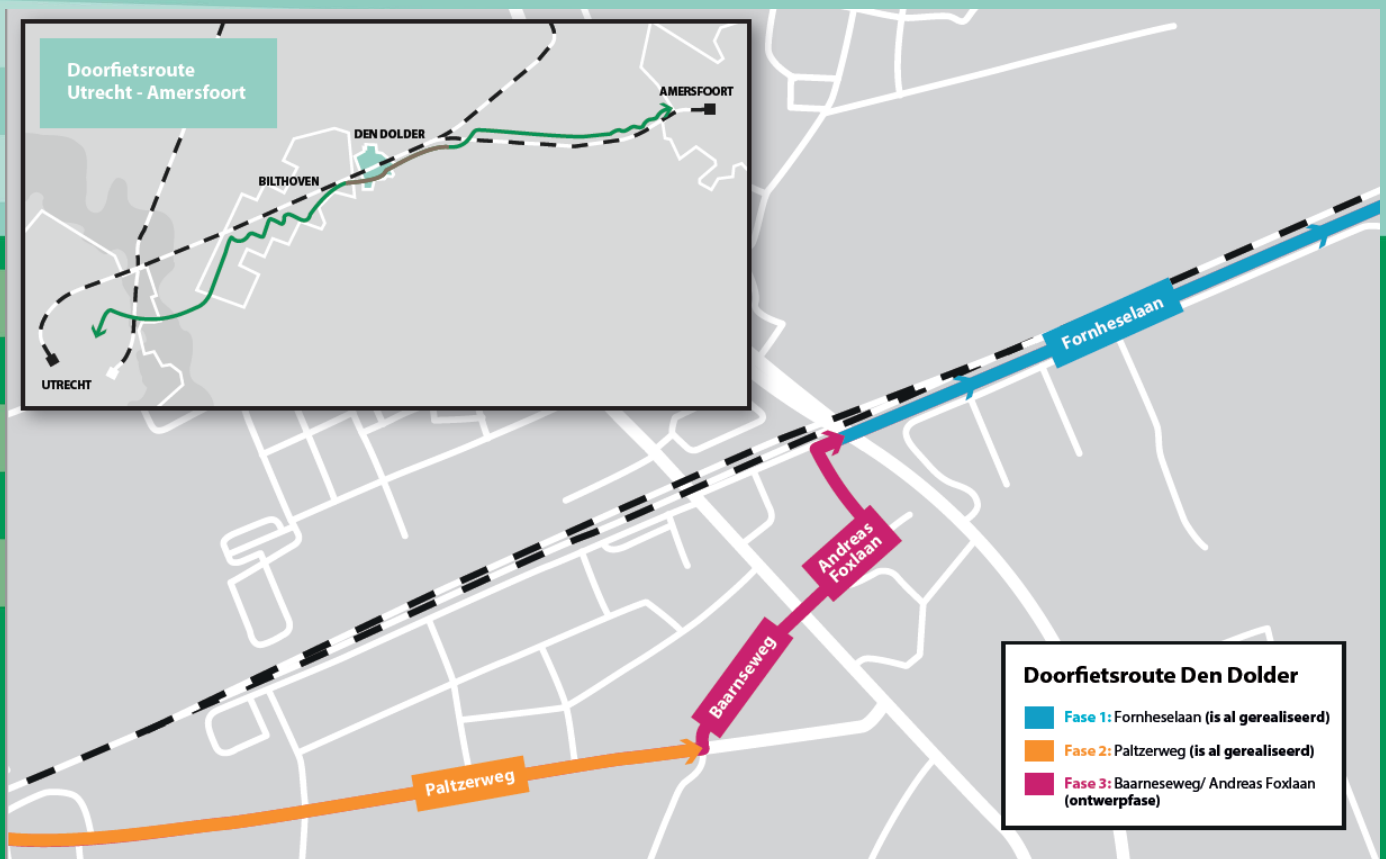 Doorfietsroute
Utrecht - Amersfoort
AMERSFOORT
DEN DOLDER
BILTHOVEN
UTRECHT
Fornheselaan
Andreas
Foxlaan
Baarnseweg
Paltzerweg
Doorfietsroute Den Dolder
Fase 1: Fornheselaan (is al gerealiseerd)
Fase 2: Paltzerweg (is al gerealiseerd)
Fase 3: Baarneseweg/ Andreas Foxlaan
(ontwerpfase)